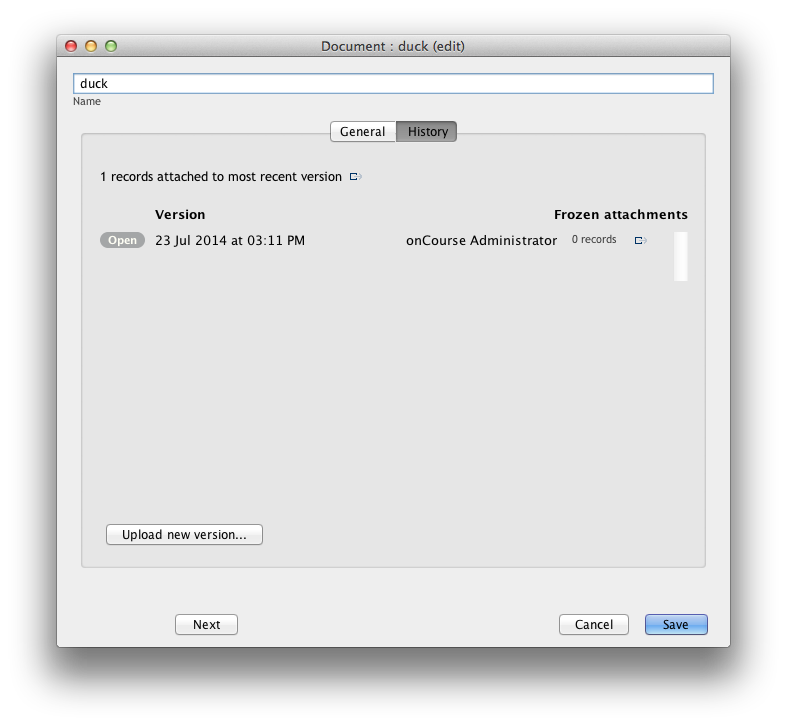 Document : duck (edit)
duck
Name
General History
1 records attached to most recent version
Version Frozen attachments
Open 23 Jul 2014 at 03:11 PM onCourse Administrator 0 records
Upload new version...
Next Cancel Save